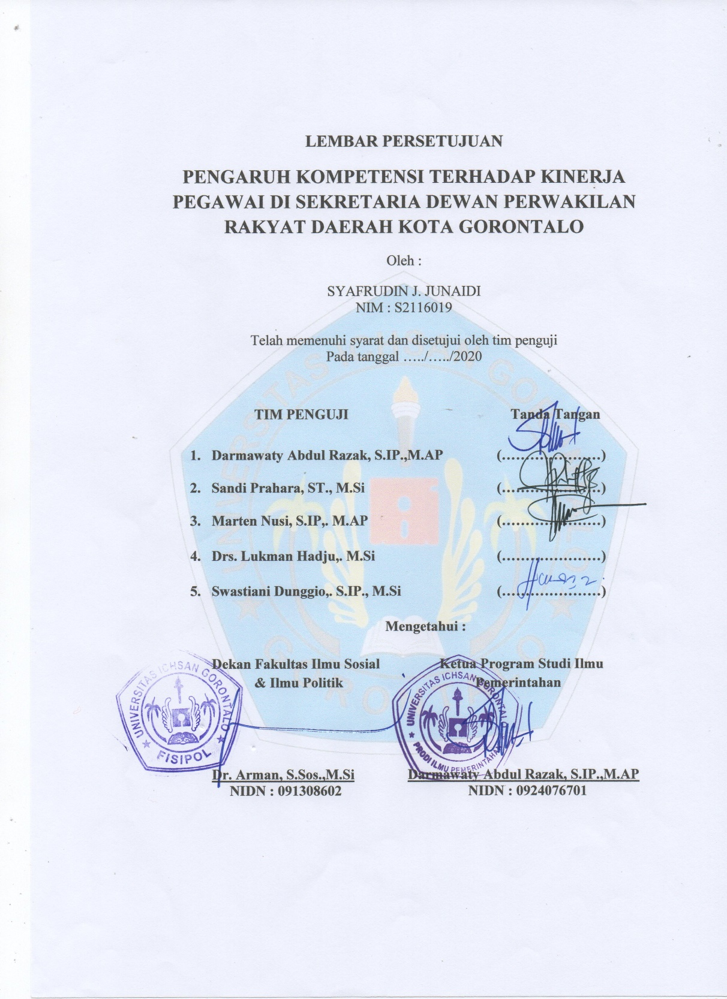 LEMBAR PERSETUJUAN
PENGARUH KOMPETENSI TERHADAP KINERJA
PEGAWAI DI SEKRETARIA DEWAN PERWAKILAN
RAKYAT DAERAH KOTA GORONTALO
Oleh :
SYAFRUDIN J. JUNAIDI
NIM : S2116019
Telah memenuhi syarat dan disetujui oleh tim penguji
Pada tanggal …../…../2020
UNIVERSITAS ICHSAN GORONTALO
GORONTALO
TIM PENGUJI Tanda Tangan
1. Darmawaty Abdul Razak, S.IP.,M.AP (.....................)
2. Sandi Prahara, ST., M.Si (.....................)
3. Marten Nusi, S.IP,. M.AP (.....................)
4. Drs. Lukman Hadju,. M.Si (.....................)
5. Swastiani Dunggio,. S.IP., M.Si (.....................)
Mengetahui :
Dekan Fakultas Ilmu Sosial Ketua Program Studi Ilmu
& Ilmu Politik Pemerintahan
UNIVERSITAS ICHSAN GORONTALO
FISIPOL
UNIVERSITAS ICHSAN GORONTALO
PRODI ILMU PEMERINTAHAN
Dr. Arman, S.Sos.,M.Si Darmawaty Abdul Razak, S.IP.,M.AP
NIDN : 091308602 NIDN : 0924076701